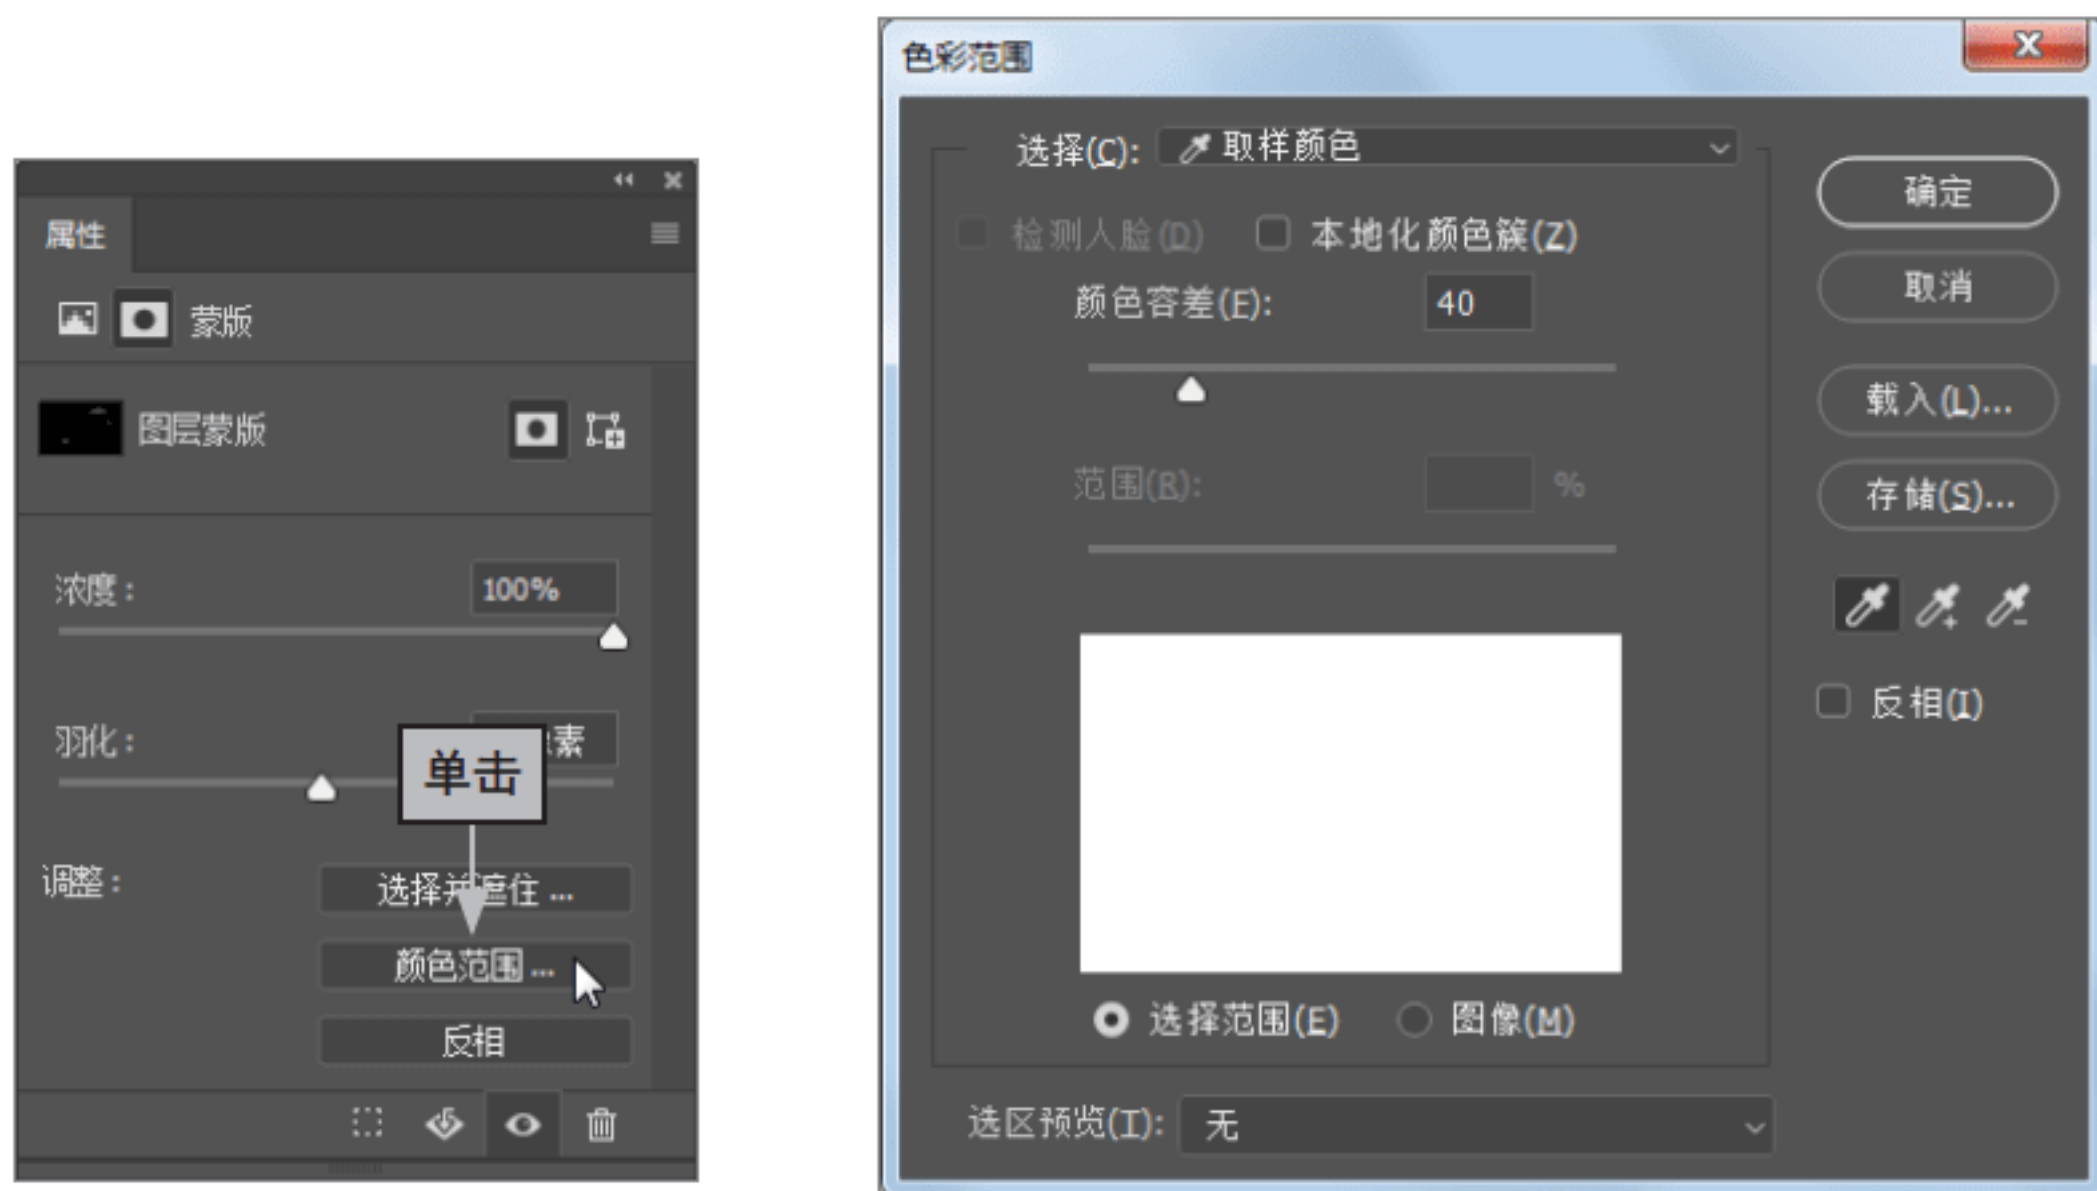 属性
蒙版
图层蒙版
浓度：
100%
羽化：
素
单击
调整：
选择并遮住 ...
颜色范围 ...
反相
色彩范围
选择(C):
取样颜色
检测人脸(D)
本地化颜色簇(Z)
颜色容差(F):
40
范围(R):
%
选择范围(E)
图像(M)
选区预览(T):
无
确定
取消
载入(L)...
存储(S)...
反相(I)